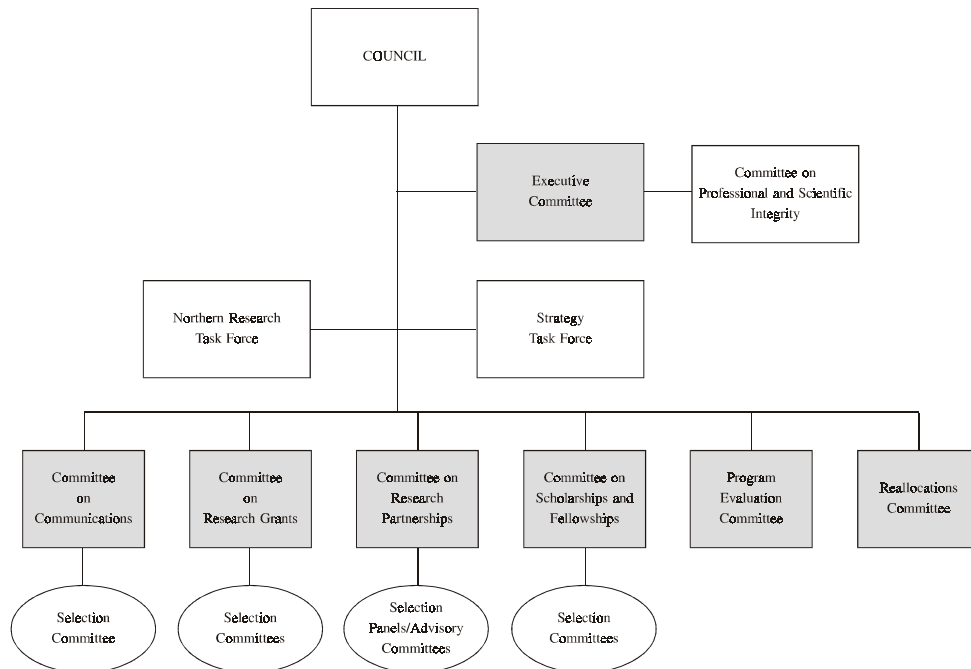 COUNCIL
Executive
Committee
Committee on
Professional and Scientific
Integrity
Northern Research
Task Force
Strategy
Task Force
Committee
on
Communications
Committee
on
Research Grants
Committee on
Research
Partnerships
Committee on
Scholarships and
Fellowships
Program
Evaluation
Committee
Reallocations
Committee
Selection
Committee
Selection
Committees
Selection
Panels/Advisory
Committees
Selection
Committees